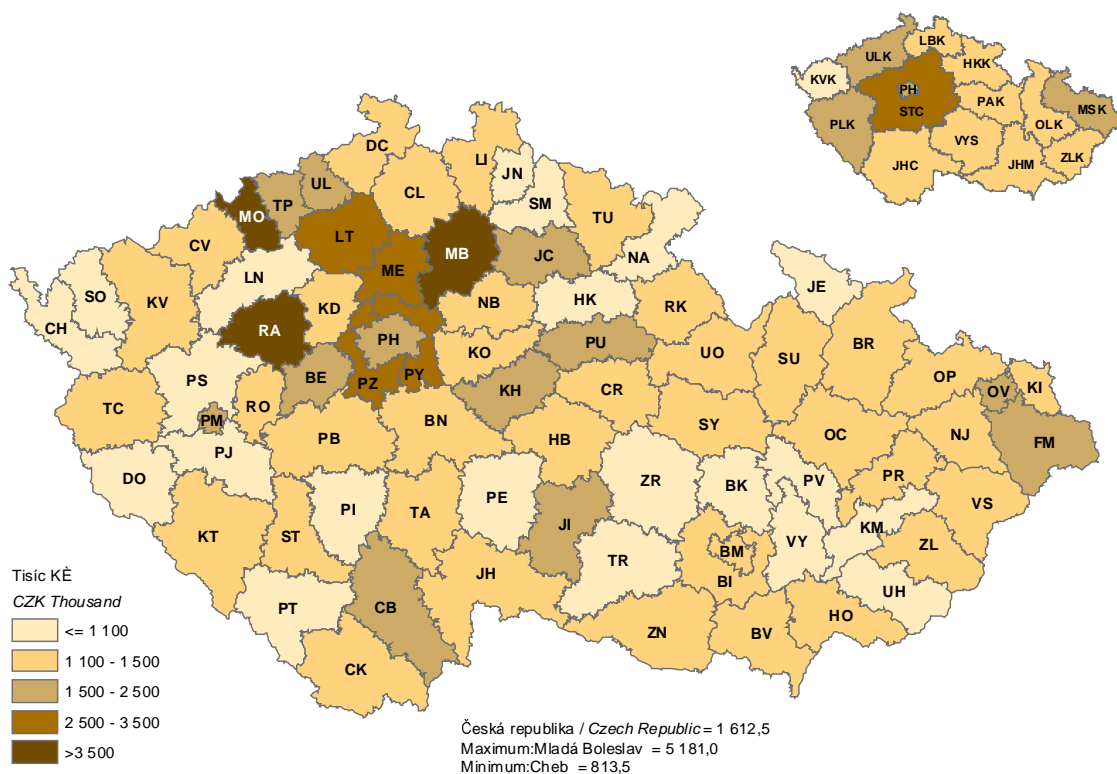 LBK
ULK
HKK
KVK
PH
PAK
MSK
STC
PLK
OLK
VYS
ZLK
JHC
JHM
DC
LI
JN
UL
TP
CL
SM
MO
TU
LT
CV
MB
JC
NA
ME
LN
JE
SO
KV
NB
HK
RK
CH
KD
RA
PH
PU
BR
KO
UO
SU
PS
BE
PZ
PY
OP
KI
OV
TC
RO
KH
CR
PM
BN
SY
OC
NJ
FM
PB
HB
PJ
PR
DO
ZR
BK
PV
PE
PI
VS
TA
KM
KT
ST
JI
VY
ZL
BM
TR
JH
BI
UH
PT
CB
HO
ZN
BV
CK
Tisíc KÈ
CZK Thousand
<= 1 100
1 100 - 1 500
1 500 - 2 500
2 500 - 3 500
>3 500
Česká republika / Czech Republic = 1 612,5
Maximum:Mladá Boleslav = 5 181,0
Minimum:Cheb = 813,5